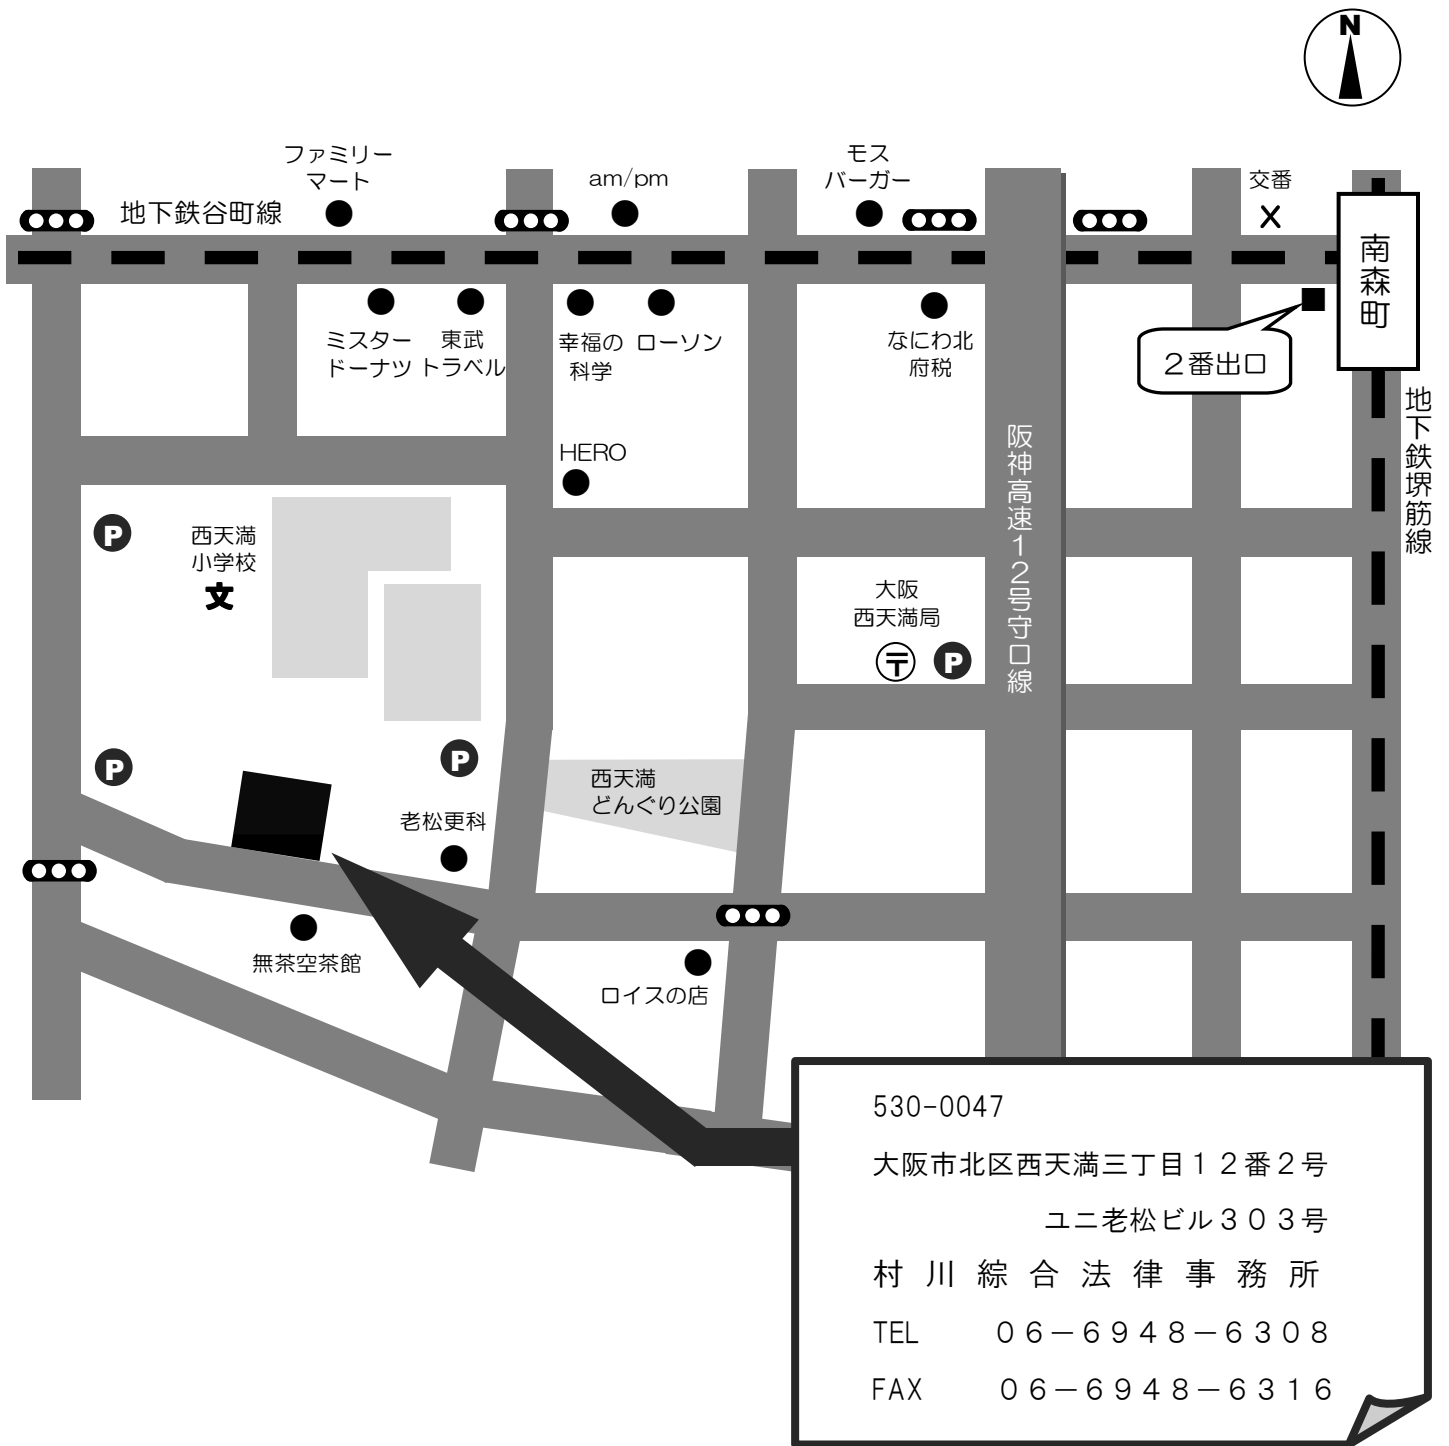 N
ファミリー
マート
am/pm
モス
バーガー
交番
地下鉄谷町線
南森町
ミスター
ドーナツ
東武
トラベル
幸福の
科学
ローソン
なにわ北
府税
2番出口
地下鉄堺筋線
阪神高速12号守口線
HERO
P
西天満
小学校
文
大阪
西天満局
〒
P
P
P
西天満
どんぐり公園
老松更科
無茶空茶館
ロイスの店
530-0047
大阪市北区西天満三丁目12番2号
ユニ老松ビル303号
村川綜合法律事務所
TEL 06-6948-6308
FAX 06-6948-6316